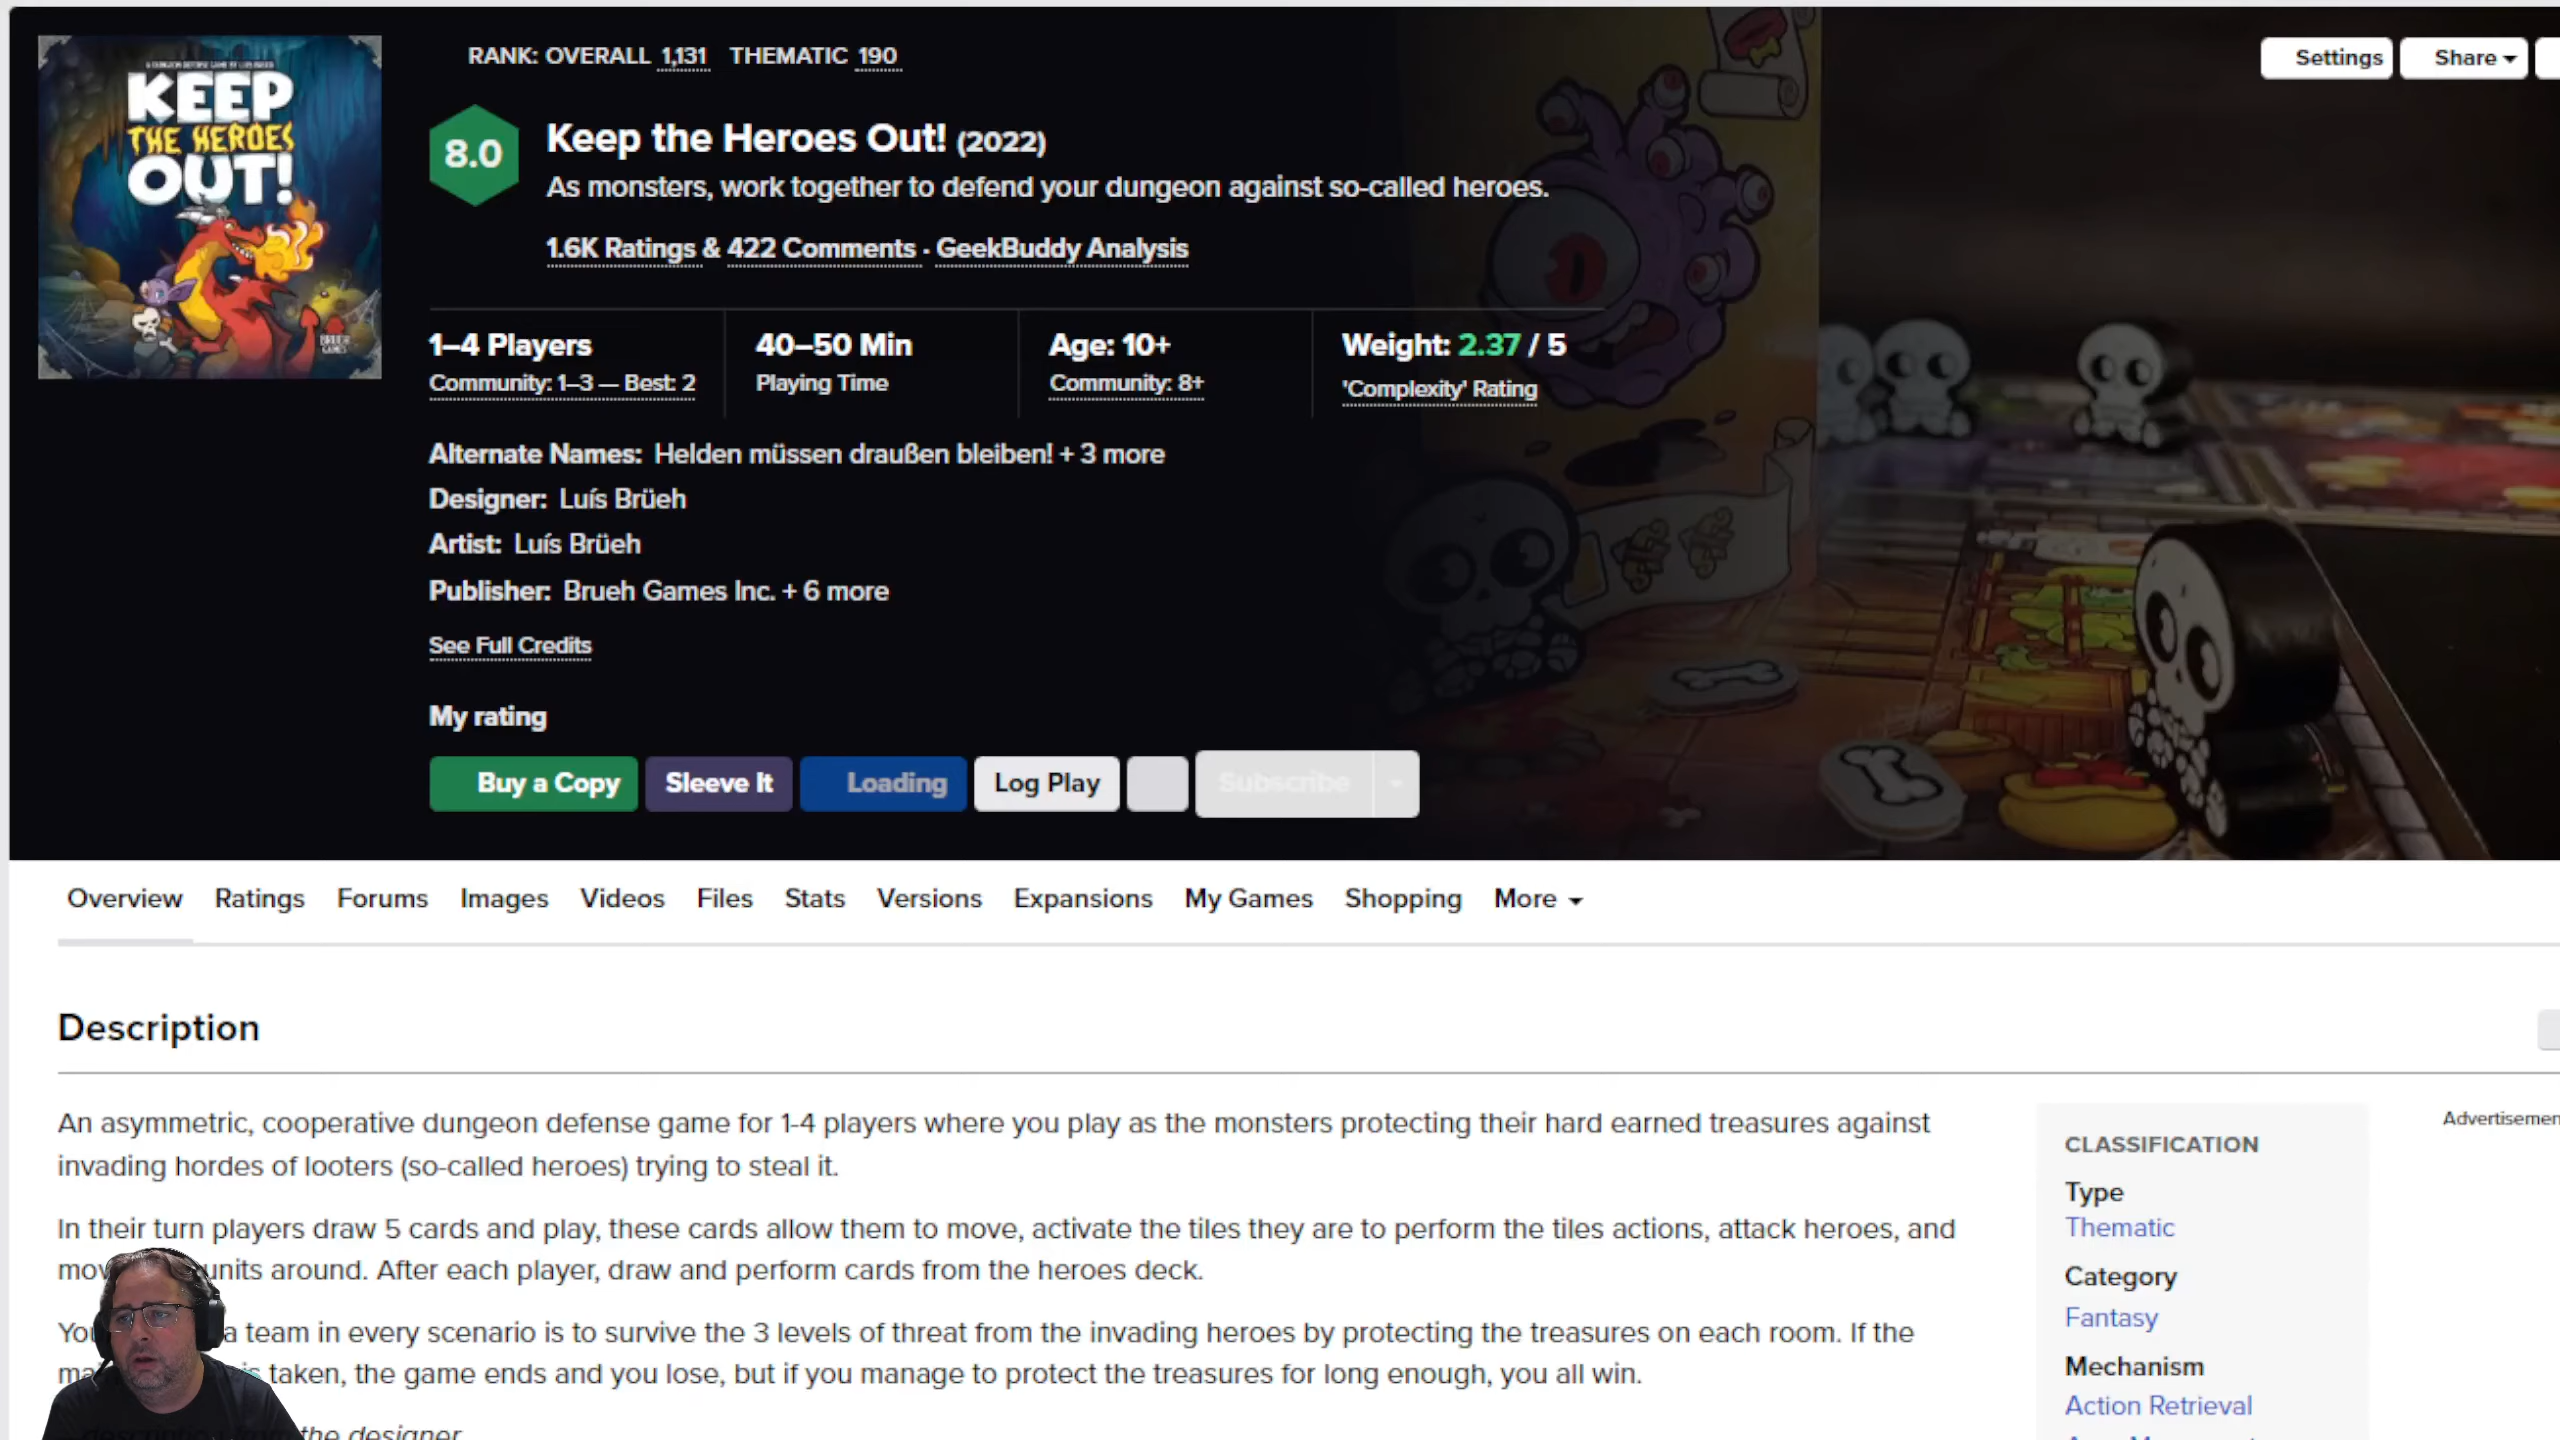 KEEP
THE HEROES
OUT!
BRUEH
GAMES
RANK: OVERALL 1,131 THEMATIC 190
Settings
Share
8.0
Keep the Heroes Out! (2022)
As monsters, work together to defend your dungeon against so-called heroes.
1.6K Ratings & 422 Comments · GeekBuddy Analysis
1–4 Players
Community: 1–3 — Best: 2
40–50 Min
Playing Time
Age: 10+
Community: 8+
Weight: 2.37 / 5
'Complexity' Rating
Alternate Names: Helden müssen draußen bleiben! + 3 more
Designer: Luís Brüeh
Artist: Luís Brüeh
Publisher: Brueh Games Inc. + 6 more
See Full Credits
My rating
Buy a Copy
Sleeve It
Loading
Log Play
Subscribe
Overview Ratings Forums Images Videos Files Stats Versions Expansions My Games Shopping More
Description
An asymmetric, cooperative dungeon defense game for 1-4 players where you play as the monsters protecting their hard earned treasures against
invading hordes of looters (so-called heroes) trying to steal it.
In their turn players draw 5 cards and play, these cards allow them to move, activate the tiles they are to perform the tiles actions, attack heroes, and
units around. After each player, draw and perform cards from the heroes deck.
a team in every scenario is to survive the 3 levels of threat from the invading heroes by protecting the treasures on each room. If the
taken, the game ends and you lose, but if you manage to protect the treasures for long enough, you all win.
the designer
CLASSIFICATION
Type
Thematic
Category
Fantasy
Mechanism
Action Retrieval
Advertisemen